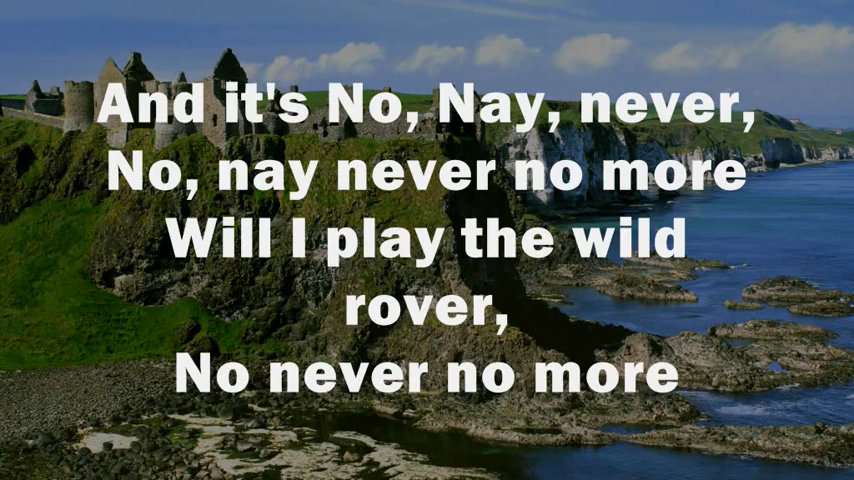 And it's No, Nay, never,
No, nay never no more
Will I play the wild
rover,
No never no more